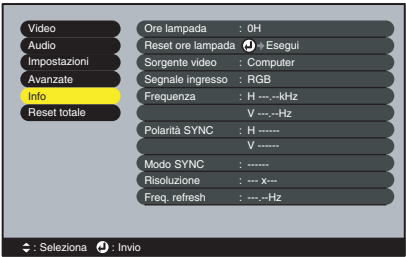 Video
Audio
Impostazioni
Avanzate
Info
Reset totale
Ore lampada : 0H
Reset ore lampada Esegui
Sorgente video : Computer
Segnale ingresso : RGB
Frequenza : H ---.--kHz
V ---.--Hz
Polarità SYNC : H ------
V ------
Modo SYNC : ------
Risoluzione : --- x---
Freq. refresh : ---.--Hz
: Seleziona : Invio